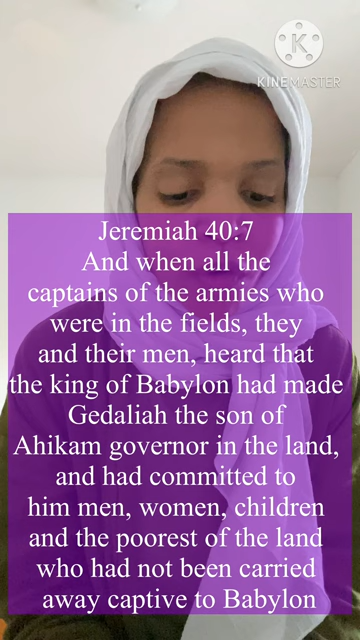 KINEMASTER
Jeremiah 40:7
And when all the
captains of the armies who
were in the fields, they
and their men, heard that
the king of Babylon had made
Gedaliah the son of
Ahikam governor in the land,
and had committed to
him men, women, children
and the poorest of the land
who had not been carried
away captive to Babylon